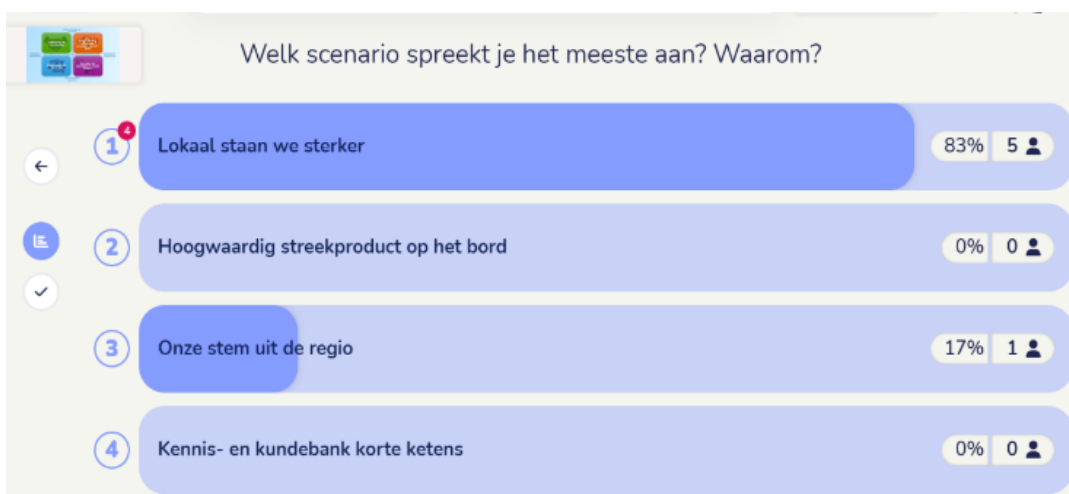 Welk scenario spreekt je het meeste aan? Waarom?
1 4 Lokaal staan we sterker 83% 5
2 Hoogwaardig streekproduct op het bord 0% 0
3 Onze stem uit de regio 17% 1
4 Kennis- en kundebank korte ketens 0% 0